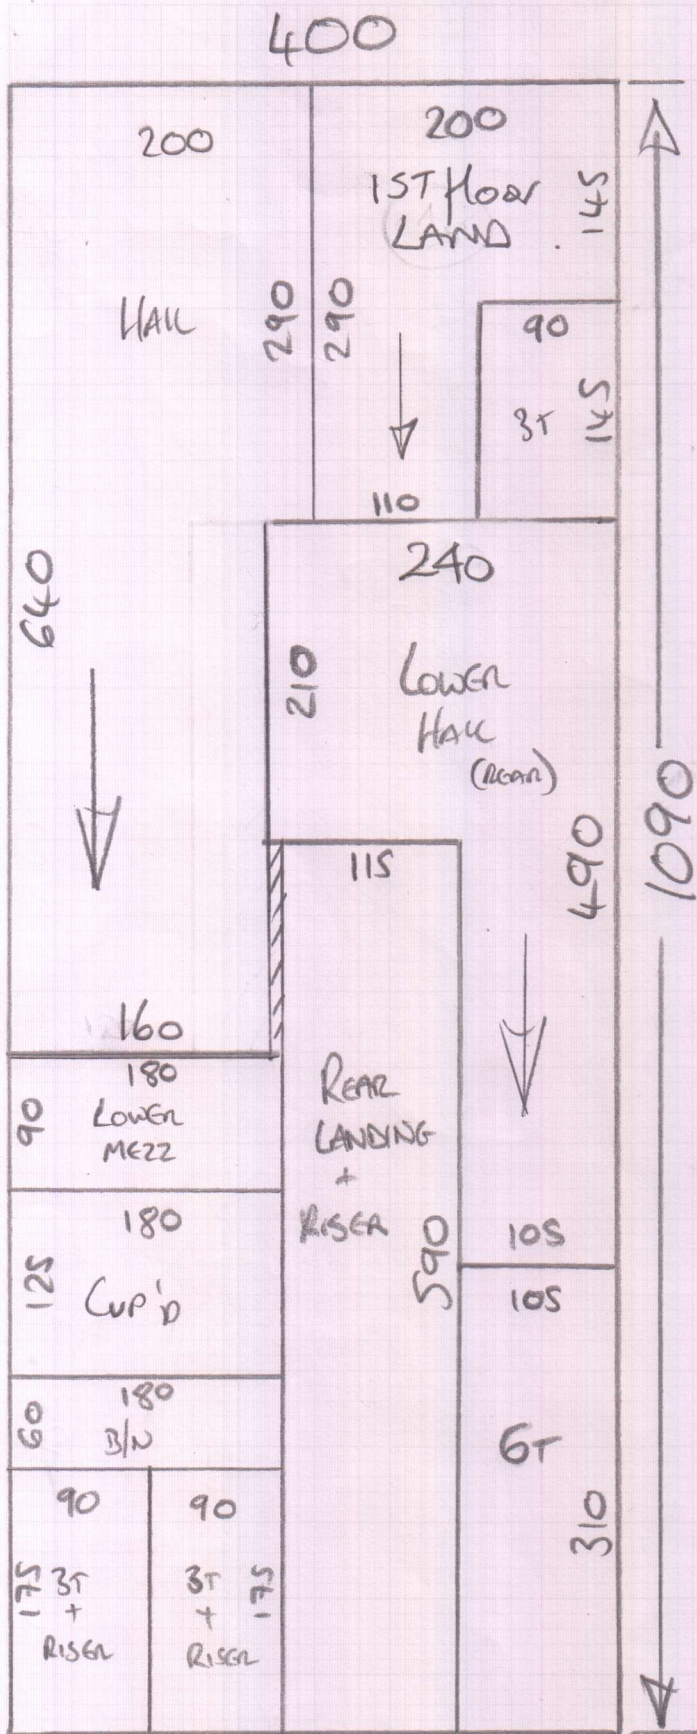 400
200
200
1ST floor
LAND
145
HALL
290
290
90
3T
145
110
240
640
210
LOWER
HALL
(REAR)
490
1090
115
160
180
LOWER
MEZZ
90
REAR
LANDING
+
RISER
590
105
105
180
125
CUP'D
180
60
B/N
6T
310
90
90
175
3T
+
RISER
3T
+
RISER
175